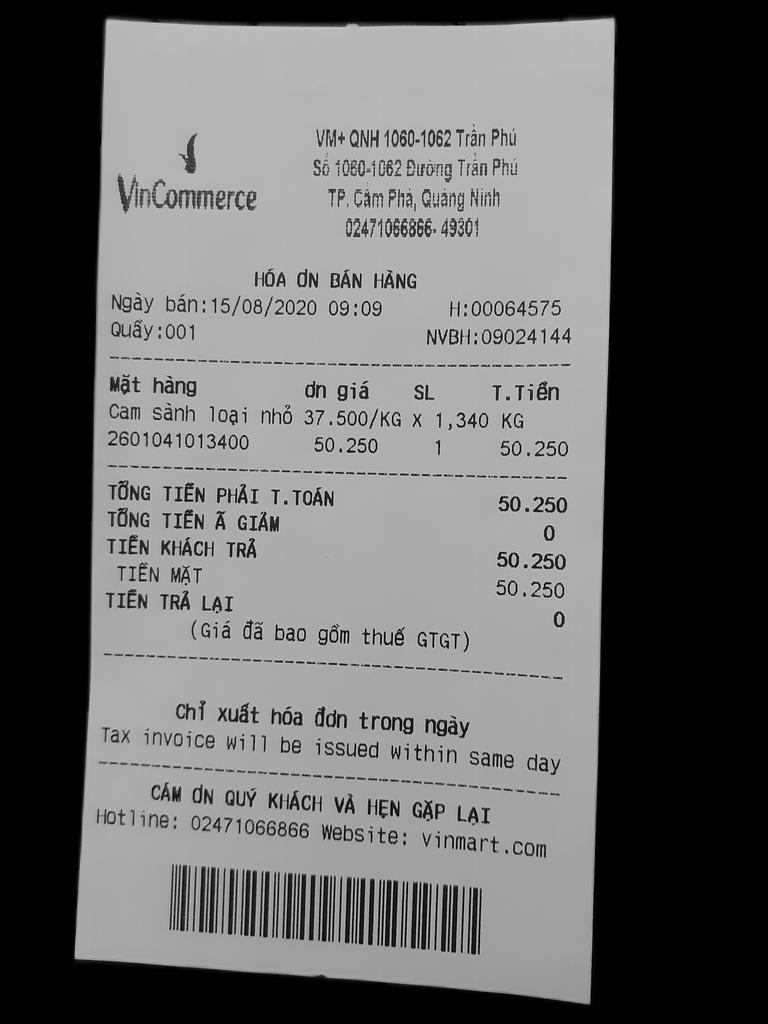 VinCommerce
VM+ QNH 1060-1062 Trần Phú
Số 1060-1062 Đường Trần Phú
TP. Cẩm Phả, Quảng Ninh
02471066866- 49301
HÓA ƠN BÁN HÀNG
Ngày bán:15/08/2020 09:09 H:00064575
Quầy:001 NVBH:09024144
Mặt hàng ơn giá SL T.Tiền
Cam sành loại nhỏ 37.500/KG X 1,340 KG
2601041013400 50.250 1 50.250
TỔNG TIỀN PHẢI T.TOÁN 50.250
TỔNG TIỀN Ã GIẢM 0
TIỀN KHÁCH TRẢ 50.250
TIỀN MẶT 50.250
TIỀN TRẢ LẠI 0
(Giá đã bao gồm thuế GTGT)
Chỉ xuất hóa đơn trong ngày
Tax invoice will be issued within same day
CÁM ƠN QUÝ KHÁCH VÀ HẸN GẶP LẠI
Hotline: 02471066866 Website: vinmart.com